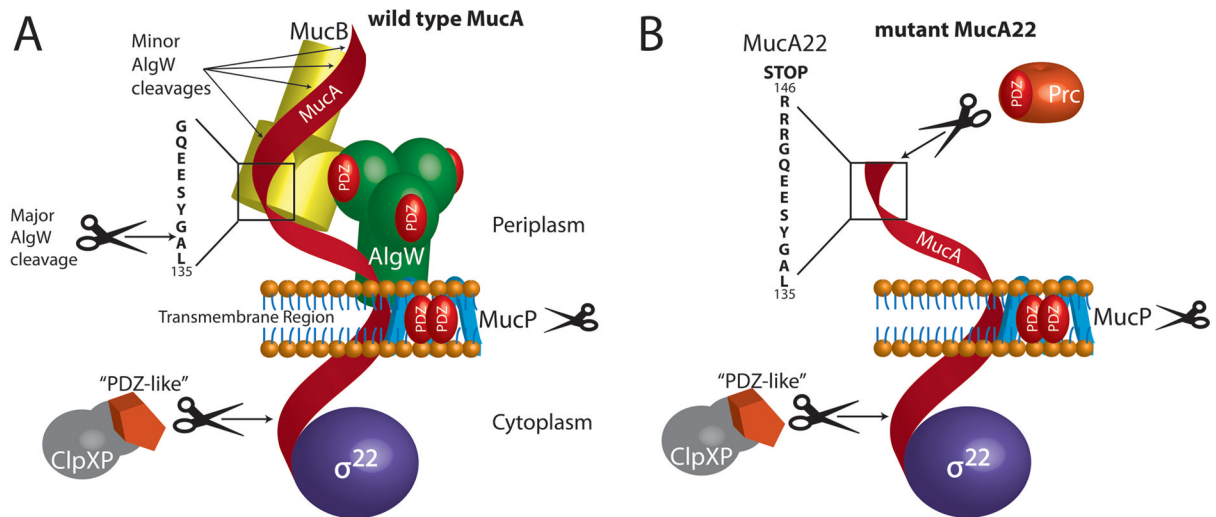 A
wild type MucA
MucB
Minor
AlgW
cleavages
MucA
G
Q
E
E
S
Y
G
A
L
135
Major
AlgW
cleavage
PDZ
PDZ
AlgW
Periplasm
Transmembrane Region
PDZ
PDZ
MucP
"PDZ-like"
ClpXP
Cytoplasm
σ22
B
mutant MucA22
MucA22
STOP
146
R
R
R
G
Q
E
E
S
Y
G
A
L
135
PDZ
Prc
MucA
PDZ
PDZ
MucP
"PDZ-like"
ClpXP
σ22